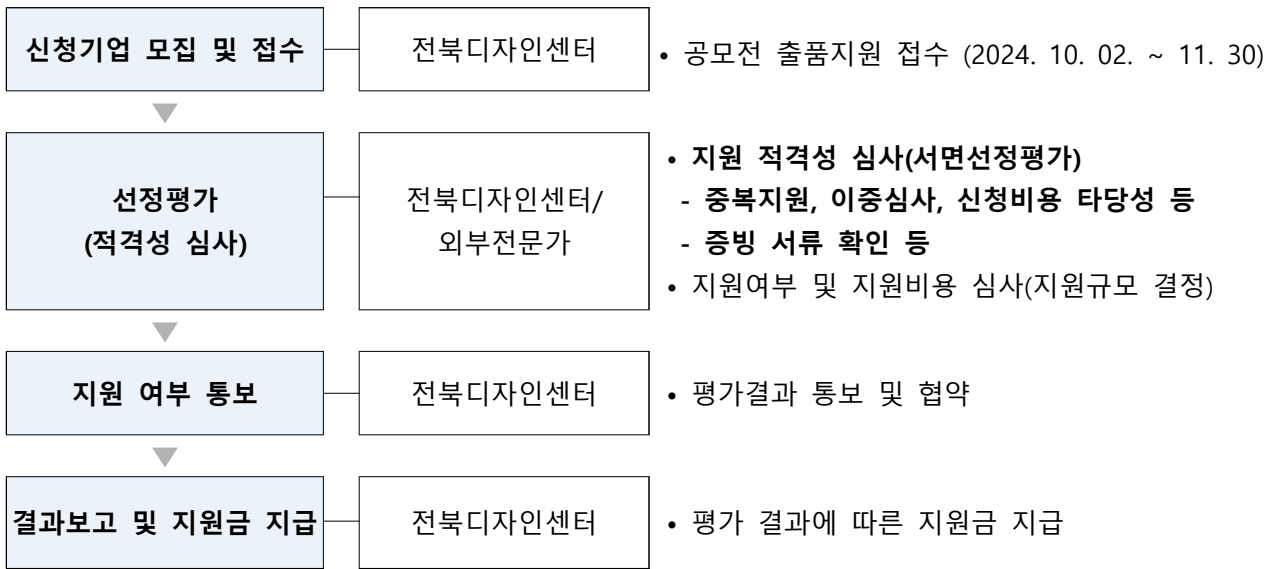 신청기업 모집 및 접수
전북디자인센터
• 공모전 출품지원 접수 (2024. 10. 02. ~ 11. 30)
선정평가
(적격성 심사)
전북디자인센터/
외부전문가
• 지원 적격성 심사(서면선정평가)
- 중복지원, 이중심사, 신청비용 타당성 등
- 증빙 서류 확인 등
• 지원여부 및 지원비용 심사(지원규모 결정)
지원 여부 통보
전북디자인센터
• 평가결과 통보 및 협약
결과보고 및 지원금 지급
전북디자인센터
• 평가 결과에 따른 지원금 지급